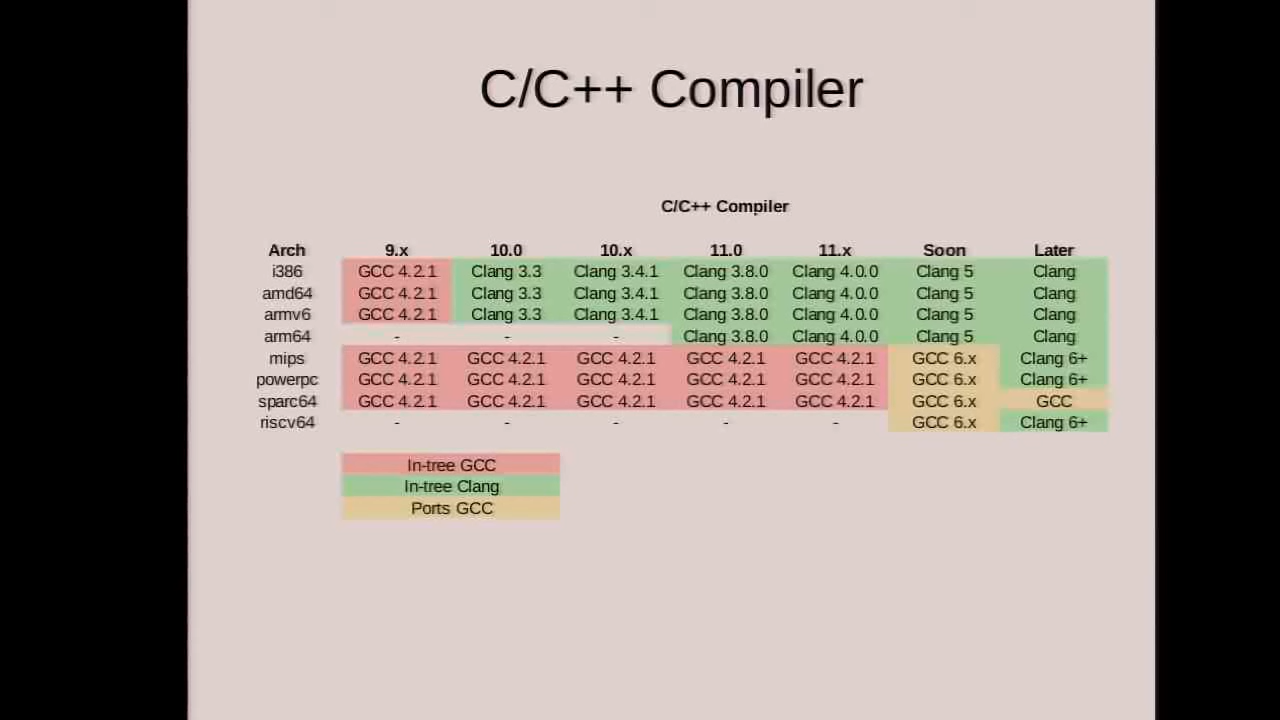 C/C++ Compiler
C/C++ Compiler
Arch 9.x 10.0 10.x 11.0 11.x Soon Later
i386 GCC 4.2.1 Clang 3.3 Clang 3.4.1 Clang 3.8.0 Clang 4.0.0 Clang 5 Clang
amd64 GCC 4.2.1 Clang 3.3 Clang 3.4.1 Clang 3.8.0 Clang 4.0.0 Clang 5 Clang
armv6 GCC 4.2.1 Clang 3.3 Clang 3.4.1 Clang 3.8.0 Clang 4.0.0 Clang 5 Clang
arm64 - - - Clang 3.8.0 Clang 4.0.0 Clang 5 Clang
mips GCC 4.2.1 GCC 4.2.1 GCC 4.2.1 GCC 4.2.1 GCC 4.2.1 GCC 6.x Clang 6+
powerpc GCC 4.2.1 GCC 4.2.1 GCC 4.2.1 GCC 4.2.1 GCC 4.2.1 GCC 6.x Clang 6+
sparc64 GCC 4.2.1 GCC 4.2.1 GCC 4.2.1 GCC 4.2.1 GCC 4.2.1 GCC 6.x GCC
riscv64 - - - - - GCC 6.x Clang 6+
In-tree GCC
In-tree Clang
Ports GCC